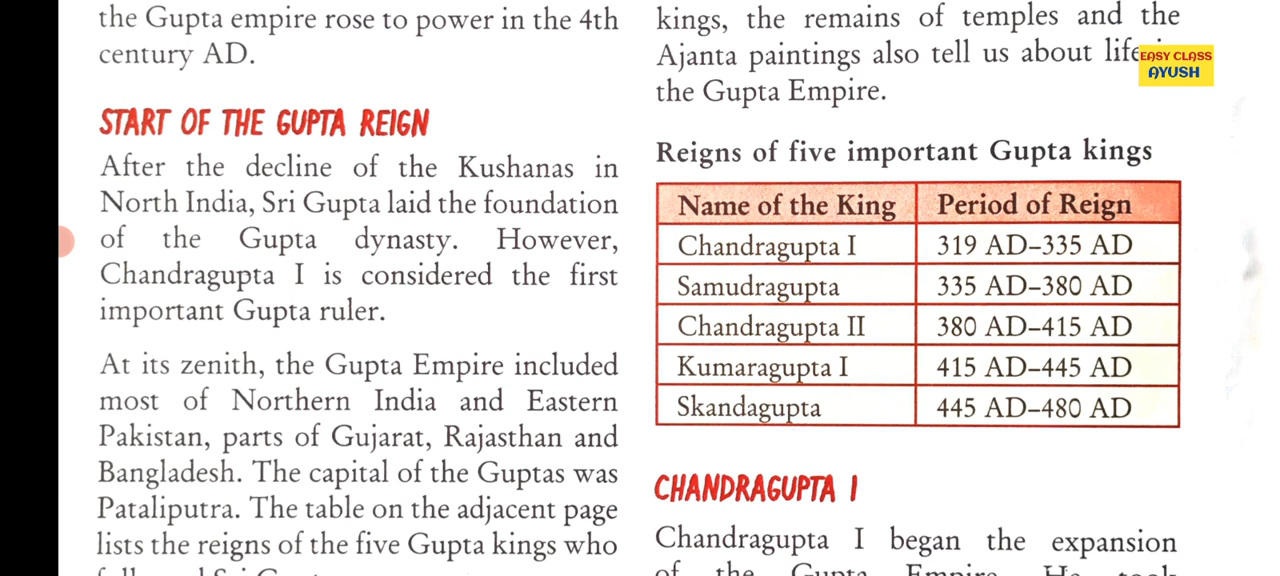 the Gupta empire rose to power in the 4th
century AD.
START OF THE GUPTA REIGN
After the decline of the Kushanas in
North India, Sri Gupta laid the foundation
of the Gupta dynasty. However,
Chandragupta I is considered the first
important Gupta ruler.
At its zenith, the Gupta Empire included
most of Northern India and Eastern
Pakistan, parts of Gujarat, Rajasthan and
Bangladesh. The capital of the Guptas was
Pataliputra. The table on the adjacent page
lists the reigns of the five Gupta kings who
kings, the remains of temples and the
Ajanta paintings also tell us about life
the Gupta Empire.
EASY CLASS
AYUSH
Reigns of five important Gupta kings
Name of the King Period of Reign
Chandragupta I 319 AD–335 AD
Samudragupta 335 AD–380 AD
Chandragupta II 380 AD–415 AD
Kumaragupta I 415 AD–445 AD
Skandagupta 445 AD–480 AD
CHANDRAGUPTA I
Chandragupta I began the expansion
of the Gupta Empire. He took